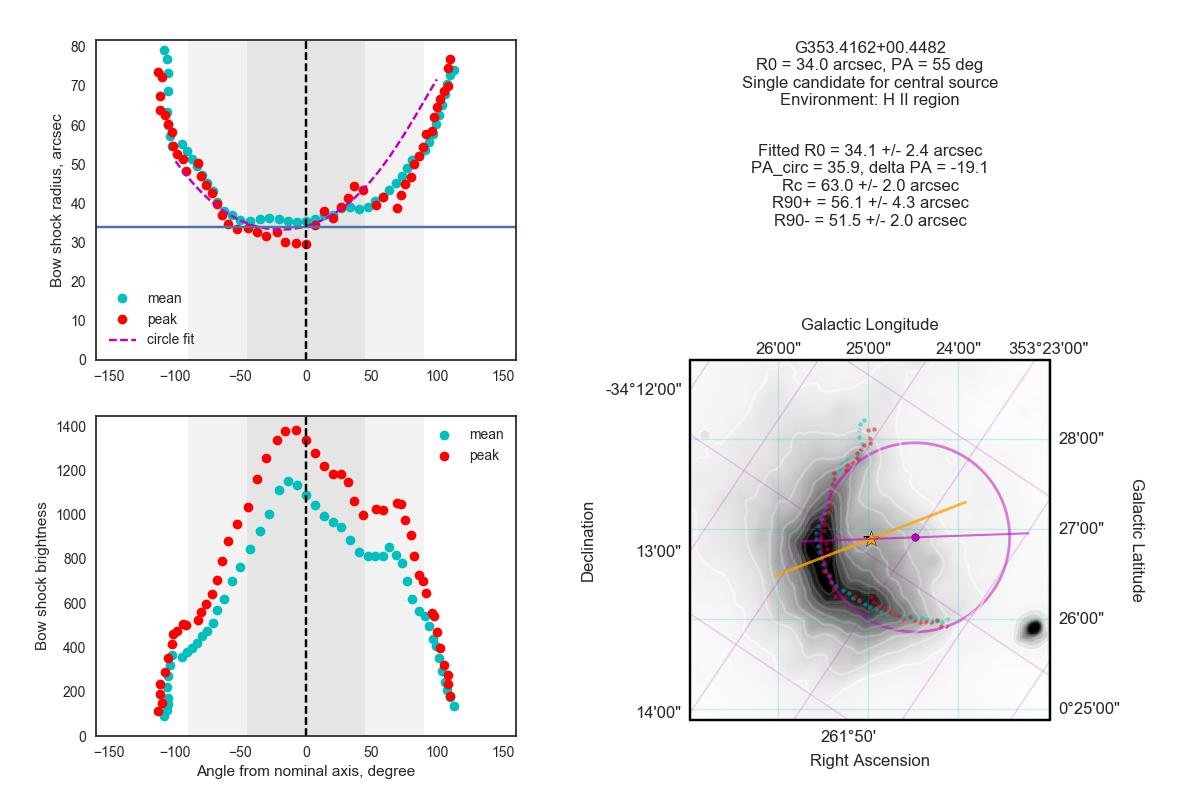 G353.4162+00.4482
R0 = 34.0 arcsec, PA = 55 deg
Single candidate for central source
Environment: H II region
Fitted R0 = 34.1 +/- 2.4 arcsec
PA_circ = 35.9, delta PA = -19.1
Rc = 63.0 +/- 2.0 arcsec
R90+ = 56.1 +/- 4.3 arcsec
R90- = 51.5 +/- 2.0 arcsec
Bow shock radius, arcsec
80
70
60
50
40
30
20
10
0
mean
peak
circle fit
−150 −100 −50 0 50 100 150
Bow shock brightness
1400
1200
1000
800
600
400
200
0
mean
peak
−150 −100 −50 0 50 100 150
Angle from nominal axis, degree
Galactic Longitude
26'00" 25'00" 24'00" 353°23'00"
Declination
-34°12'00"
13'00"
14'00"
28'00"
27'00"
26'00"
0°25'00"
Galactic Latitude
261°50'
Right Ascension